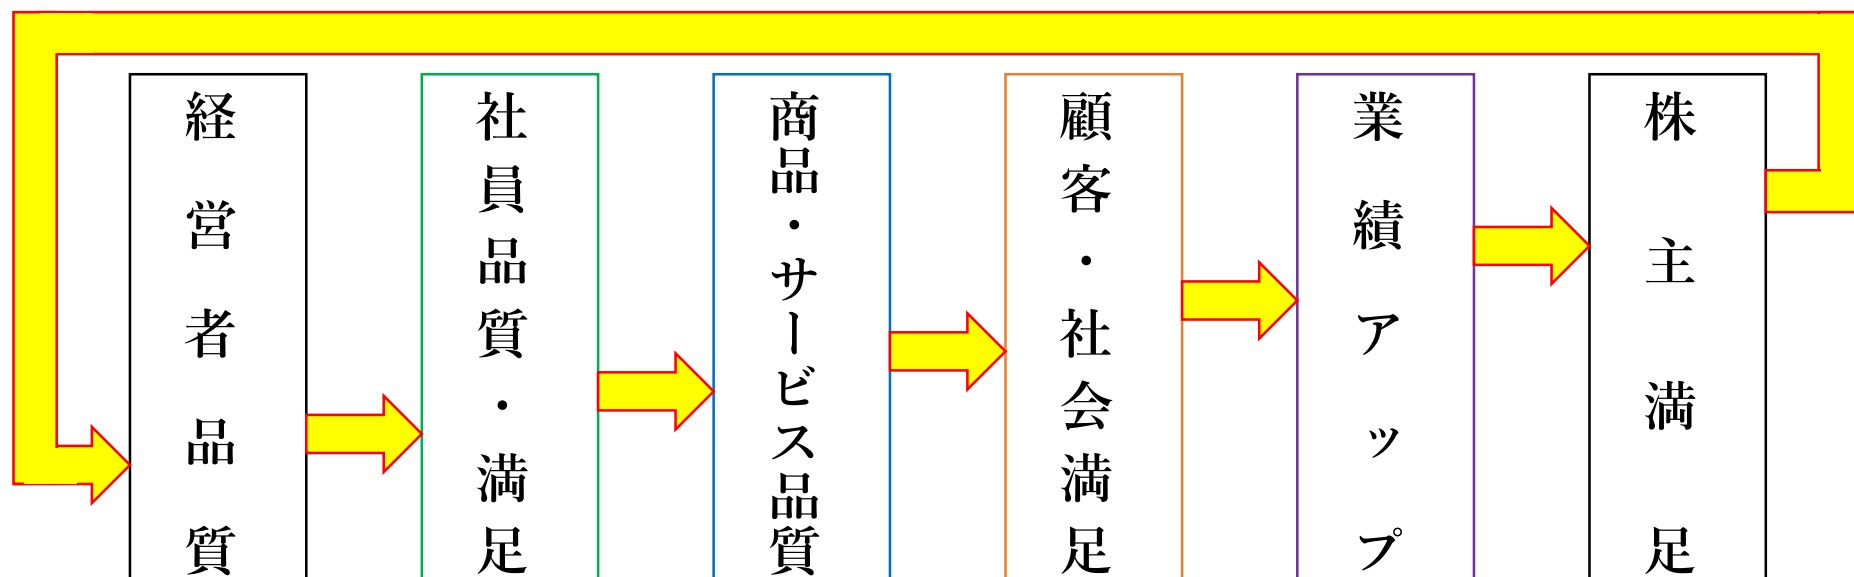 経営者品質
社員品質・満足
商品・サービス品質
顧客・社会満足
業績アップ
株主満足